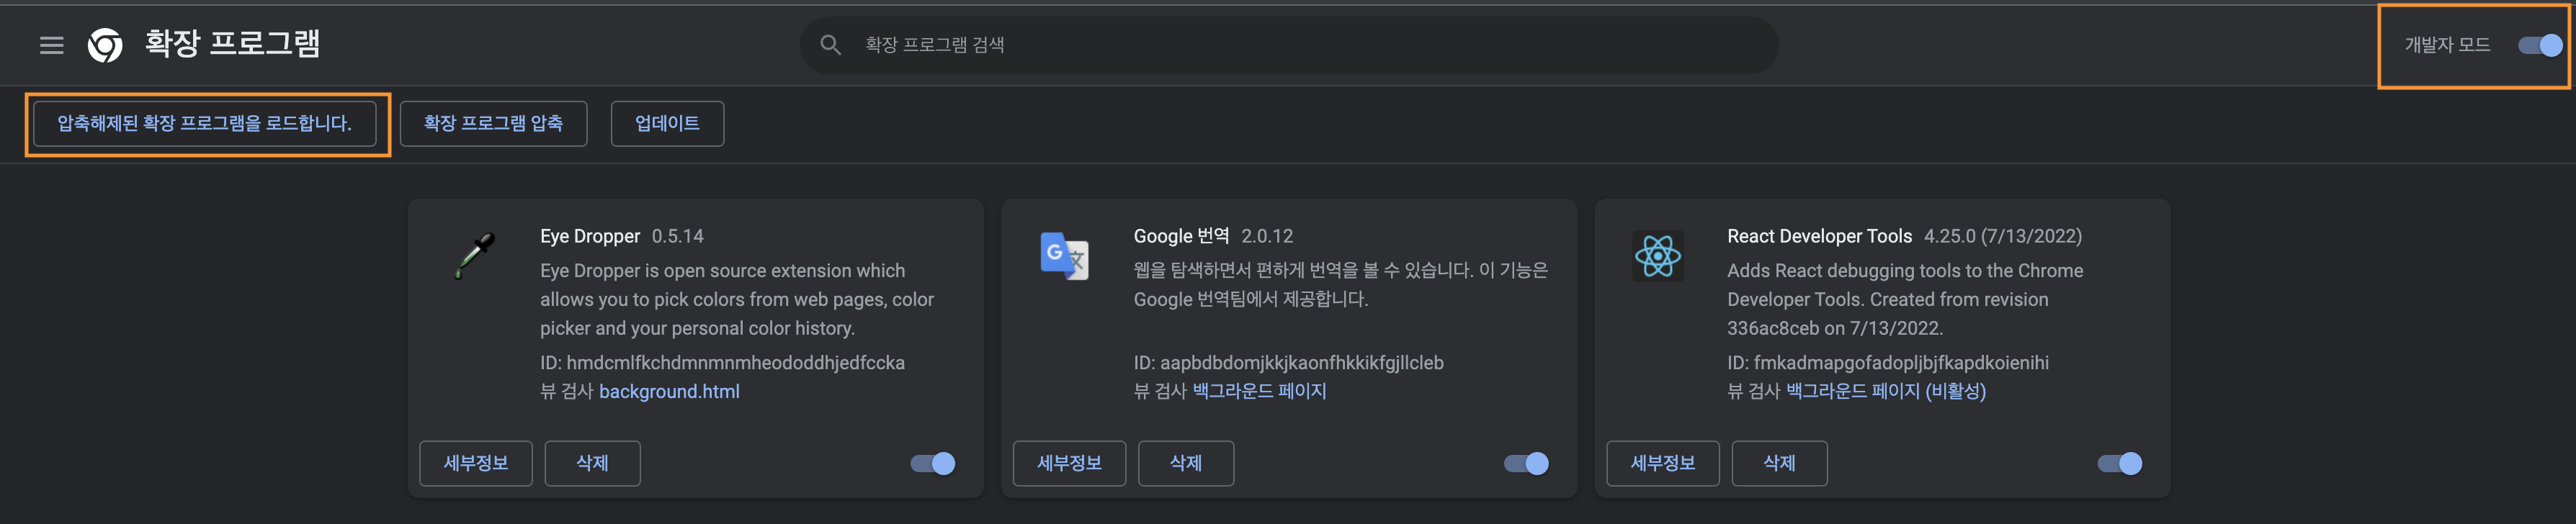 확장 프로그램
확장 프로그램 검색
개발자 모드
압축해제된 확장 프로그램을 로드합니다.
확장 프로그램 압축
업데이트
Eye Dropper 0.5.14
Eye Dropper is open source extension which
allows you to pick colors from web pages, color
picker and your personal color history.
ID: hmdcmlfkchdmnmnmheododdhjedfccka
뷰 검사 background.html
세부정보
삭제
Google 번역 2.0.12
웹을 탐색하면서 편하게 번역을 볼 수 있습니다. 이 기능은
Google 번역팀에서 제공합니다.
ID: aapbdbdomjkkjkaonfhkkikfgjllcleb
뷰 검사 백그라운드 페이지
세부정보
삭제
React Developer Tools 4.25.0 (7/13/2022)
Adds React debugging tools to the Chrome
Developer Tools. Created from revision
336ac8ceb on 7/13/2022.
ID: fmkadmapgofadopljbjfkapdkoienihi
뷰 검사 백그라운드 페이지 (비활성)
세부정보
삭제